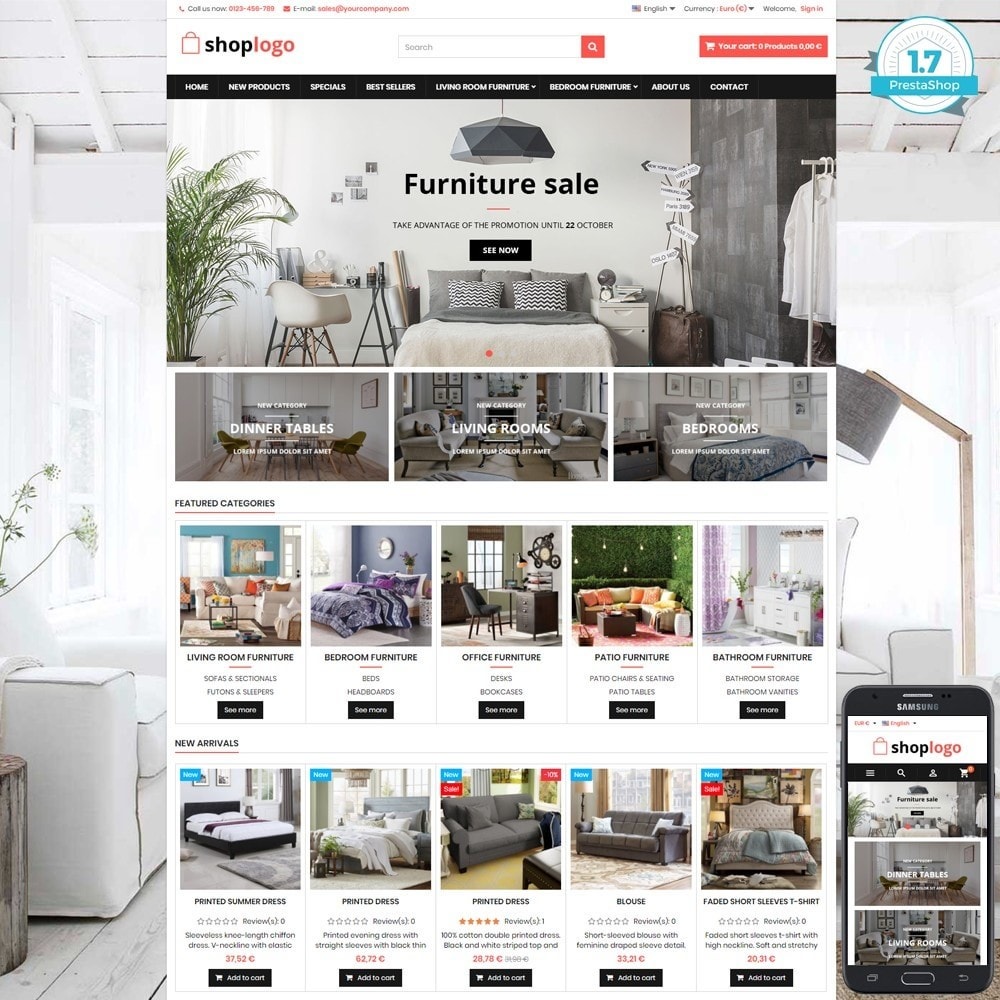 Call us now: 0123-456-789 E-mail: sales@yourcompany.com English Currency : Euro (€) Welcome, Sign in
1.7
PrestaShop
shoplogo
Search
Your cart: 0 Products 0,00 €
HOME NEW PRODUCTS SPECIALS BEST SELLERS LIVING ROOM FURNITURE BEDROOM FURNITURE ABOUT US CONTACT
NEW YORK
WIEN
HAMBURG
Paris 3189
MIAMI 7659
OSLO
Furniture sale
TAKE ADVANTAGE OF THE PROMOTION UNTIL 22 OCTOBER
SEE NOW
NEW CATEGORY
DINNER TABLES
LOREM IPSUM DOLOR SIT AMET
NEW CATEGORY
LIVING ROOMS
LOREM IPSUM DOLOR SIT AMET
NEW CATEGORY
BEDROOMS
LOREM IPSUM DOLOR SIT AMET
FEATURED CATEGORIES
LIVING ROOM FURNITURE
SOFAS & SECTIONALS
FUTONS & SLEEPERS
See more
BEDROOM FURNITURE
BEDS
HEADBOARDS
See more
OFFICE FURNITURE
DESKS
BOOKCASES
See more
PATIO FURNITURE
PATIO CHAIRS & SEATING
PATIO TABLES
See more
BATHROOM FURNITURE
BATHROOM STORAGE
BATHROOM VANITIES
See more
NEW ARRIVALS
New
PRINTED SUMMER DRESS
Review(s): 0
Sleeveless knee-length chiffon
dress. V-neckline with elastic
37,52 €
Add to cart
New
PRINTED DRESS
Review(s): 0
Printed evening dress with
straight sleeves with black thin
62,72 €
Add to cart
New
-10%
Sale!
PRINTED DRESS
Review(s): 1
100% cotton double printed dress.
Black and white striped top and
28,78 € 31,98 €
Add to cart
New
BLOUSE
Review(s): 0
Short-sleeved blouse with
feminine draped sleeve detail.
33,21 €
Add to cart
New
Sale!
FADED SHORT SLEEVES T-SHIRT
Review(s): 0
Faded short sleeves t-shirt with
high neckline. Soft and stretchy
20,31 €
Add to cart
SAMSUNG
EUR € English
shoplogo
0
Furniture sale
NEW CATEGORY
DINNER TABLES
LOREM IPSUM DOLOR SIT AMET
NEW CATEGORY
LIVING ROOMS
LOREM IPSUM DOLOR SIT AMET